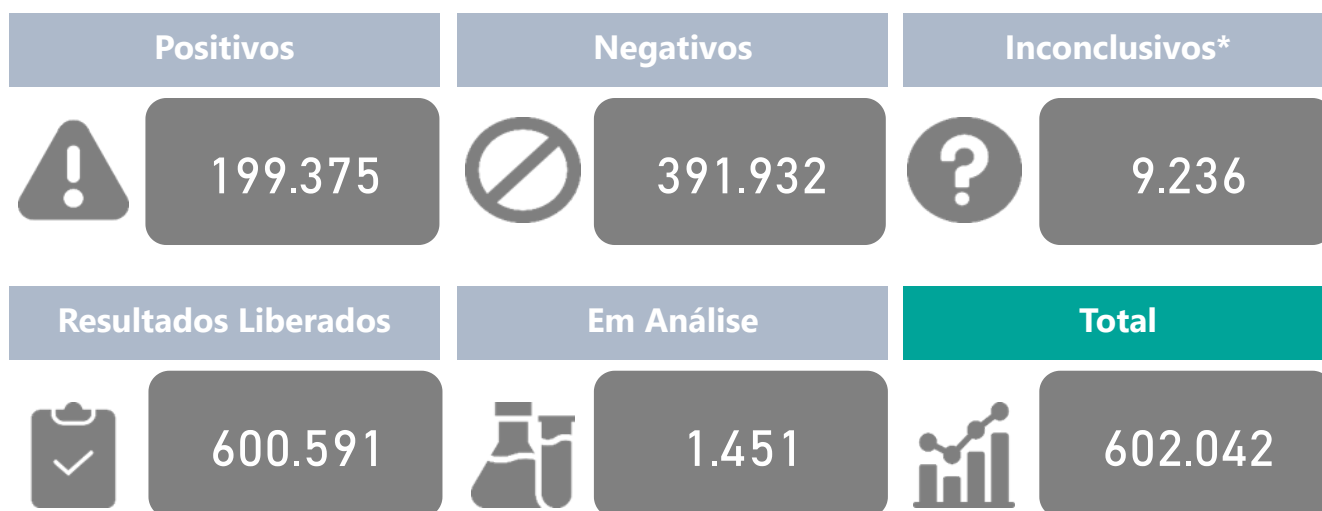 Positivos
Negativos
Inconclusivos*
199.375
391.932
9.236
Resultados Liberados
Em Análise
Total
600.591
1.451
602.042